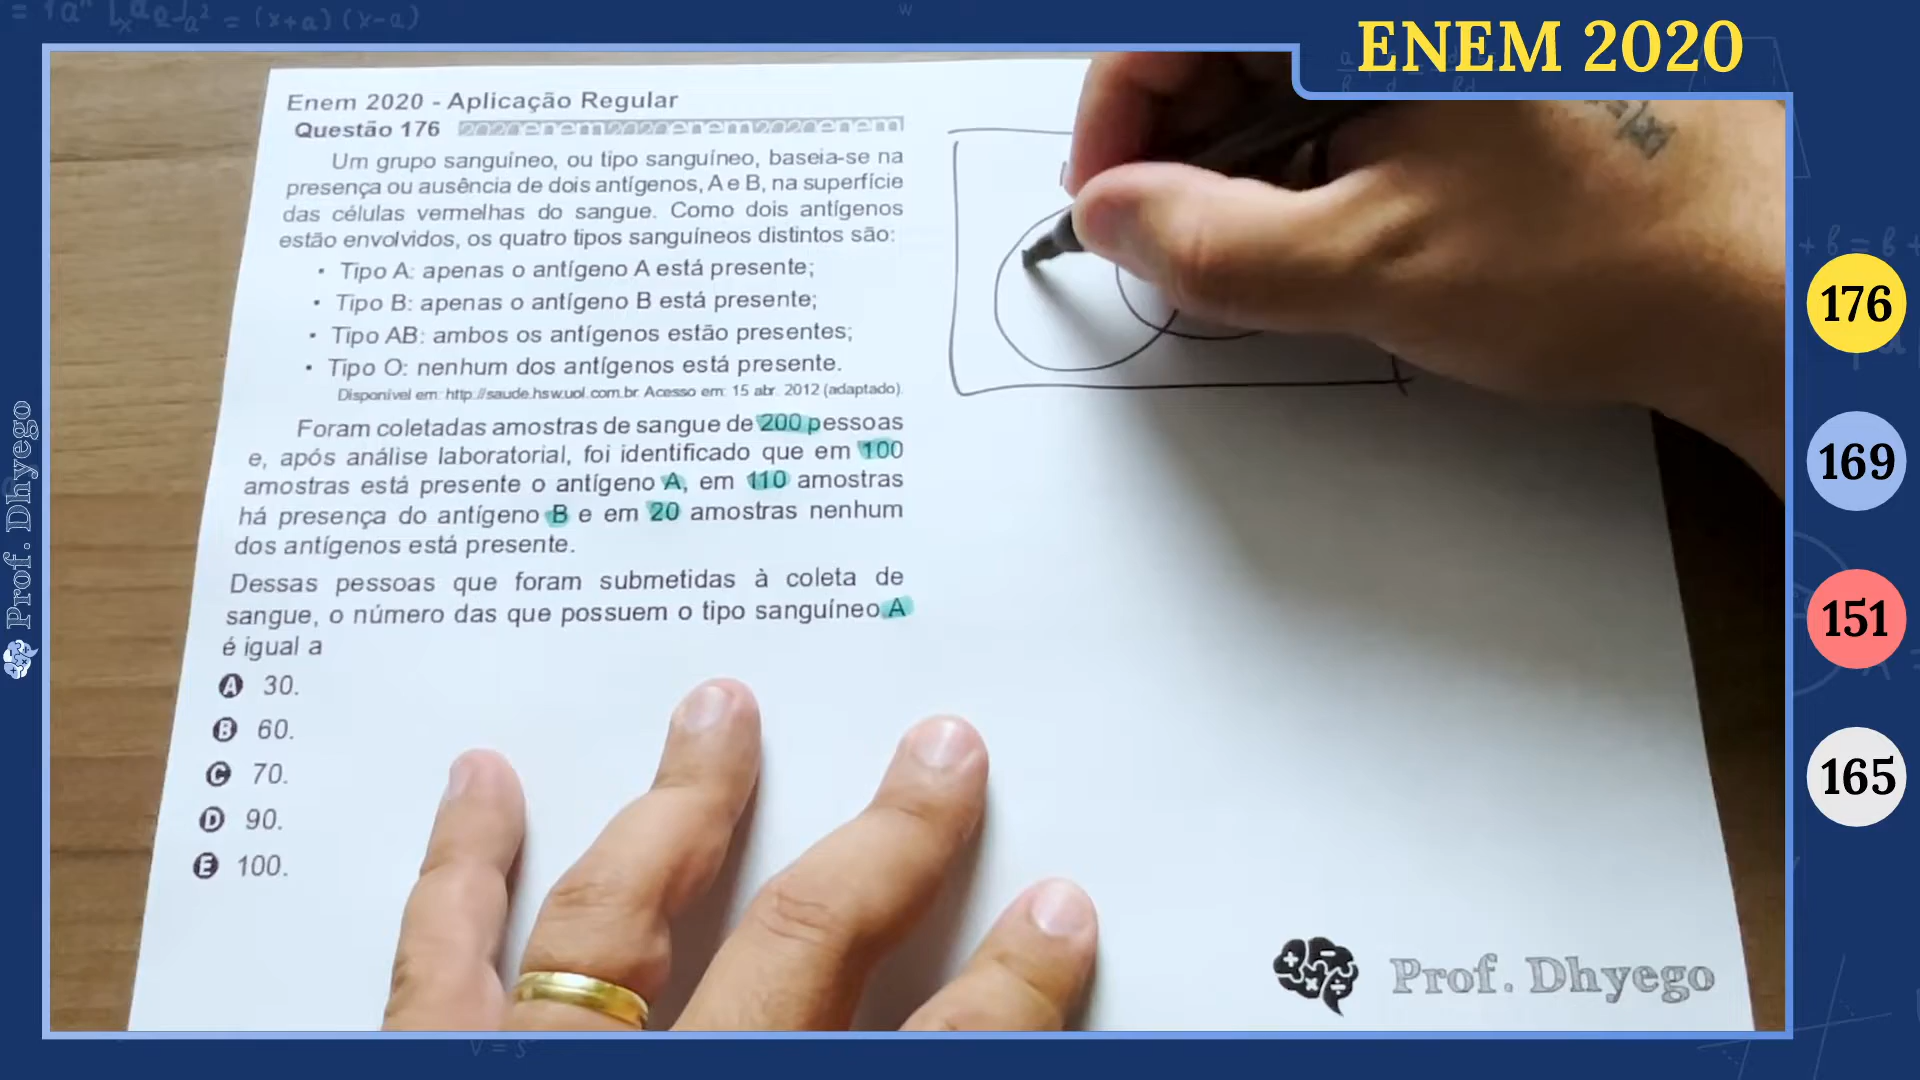 ENEM 2020
Enem 2020 - Aplicação Regular
Questão 176
2020enem2020enem2020enem
Um grupo sanguíneo, ou tipo sanguíneo, baseia-se na
presença ou ausência de dois antígenos, A e B, na superfície
das células vermelhas do sangue. Como dois antígenos
estão envolvidos, os quatro tipos sanguíneos distintos são:
• Tipo A: apenas o antígeno A está presente;
• Tipo B: apenas o antígeno B está presente;
• Tipo AB: ambos os antígenos estão presentes;
• Tipo O: nenhum dos antígenos está presente.
Disponível em: http://saude.hsw.uol.com.br. Acesso em: 15 abr. 2012 (adaptado).
Foram coletadas amostras de sangue de 200 pessoas
e, após análise laboratorial, foi identificado que em 100
amostras está presente o antígeno A, em 110 amostras
há presença do antígeno B e em 20 amostras nenhum
dos antígenos está presente.
Dessas pessoas que foram submetidas à coleta de
sangue, o número das que possuem o tipo sanguíneo A
é igual a
A 30.
B 60.
C 70.
D 90.
E 100.
Prof. Dhyego
176
169
151
165
Prof. Dhyego